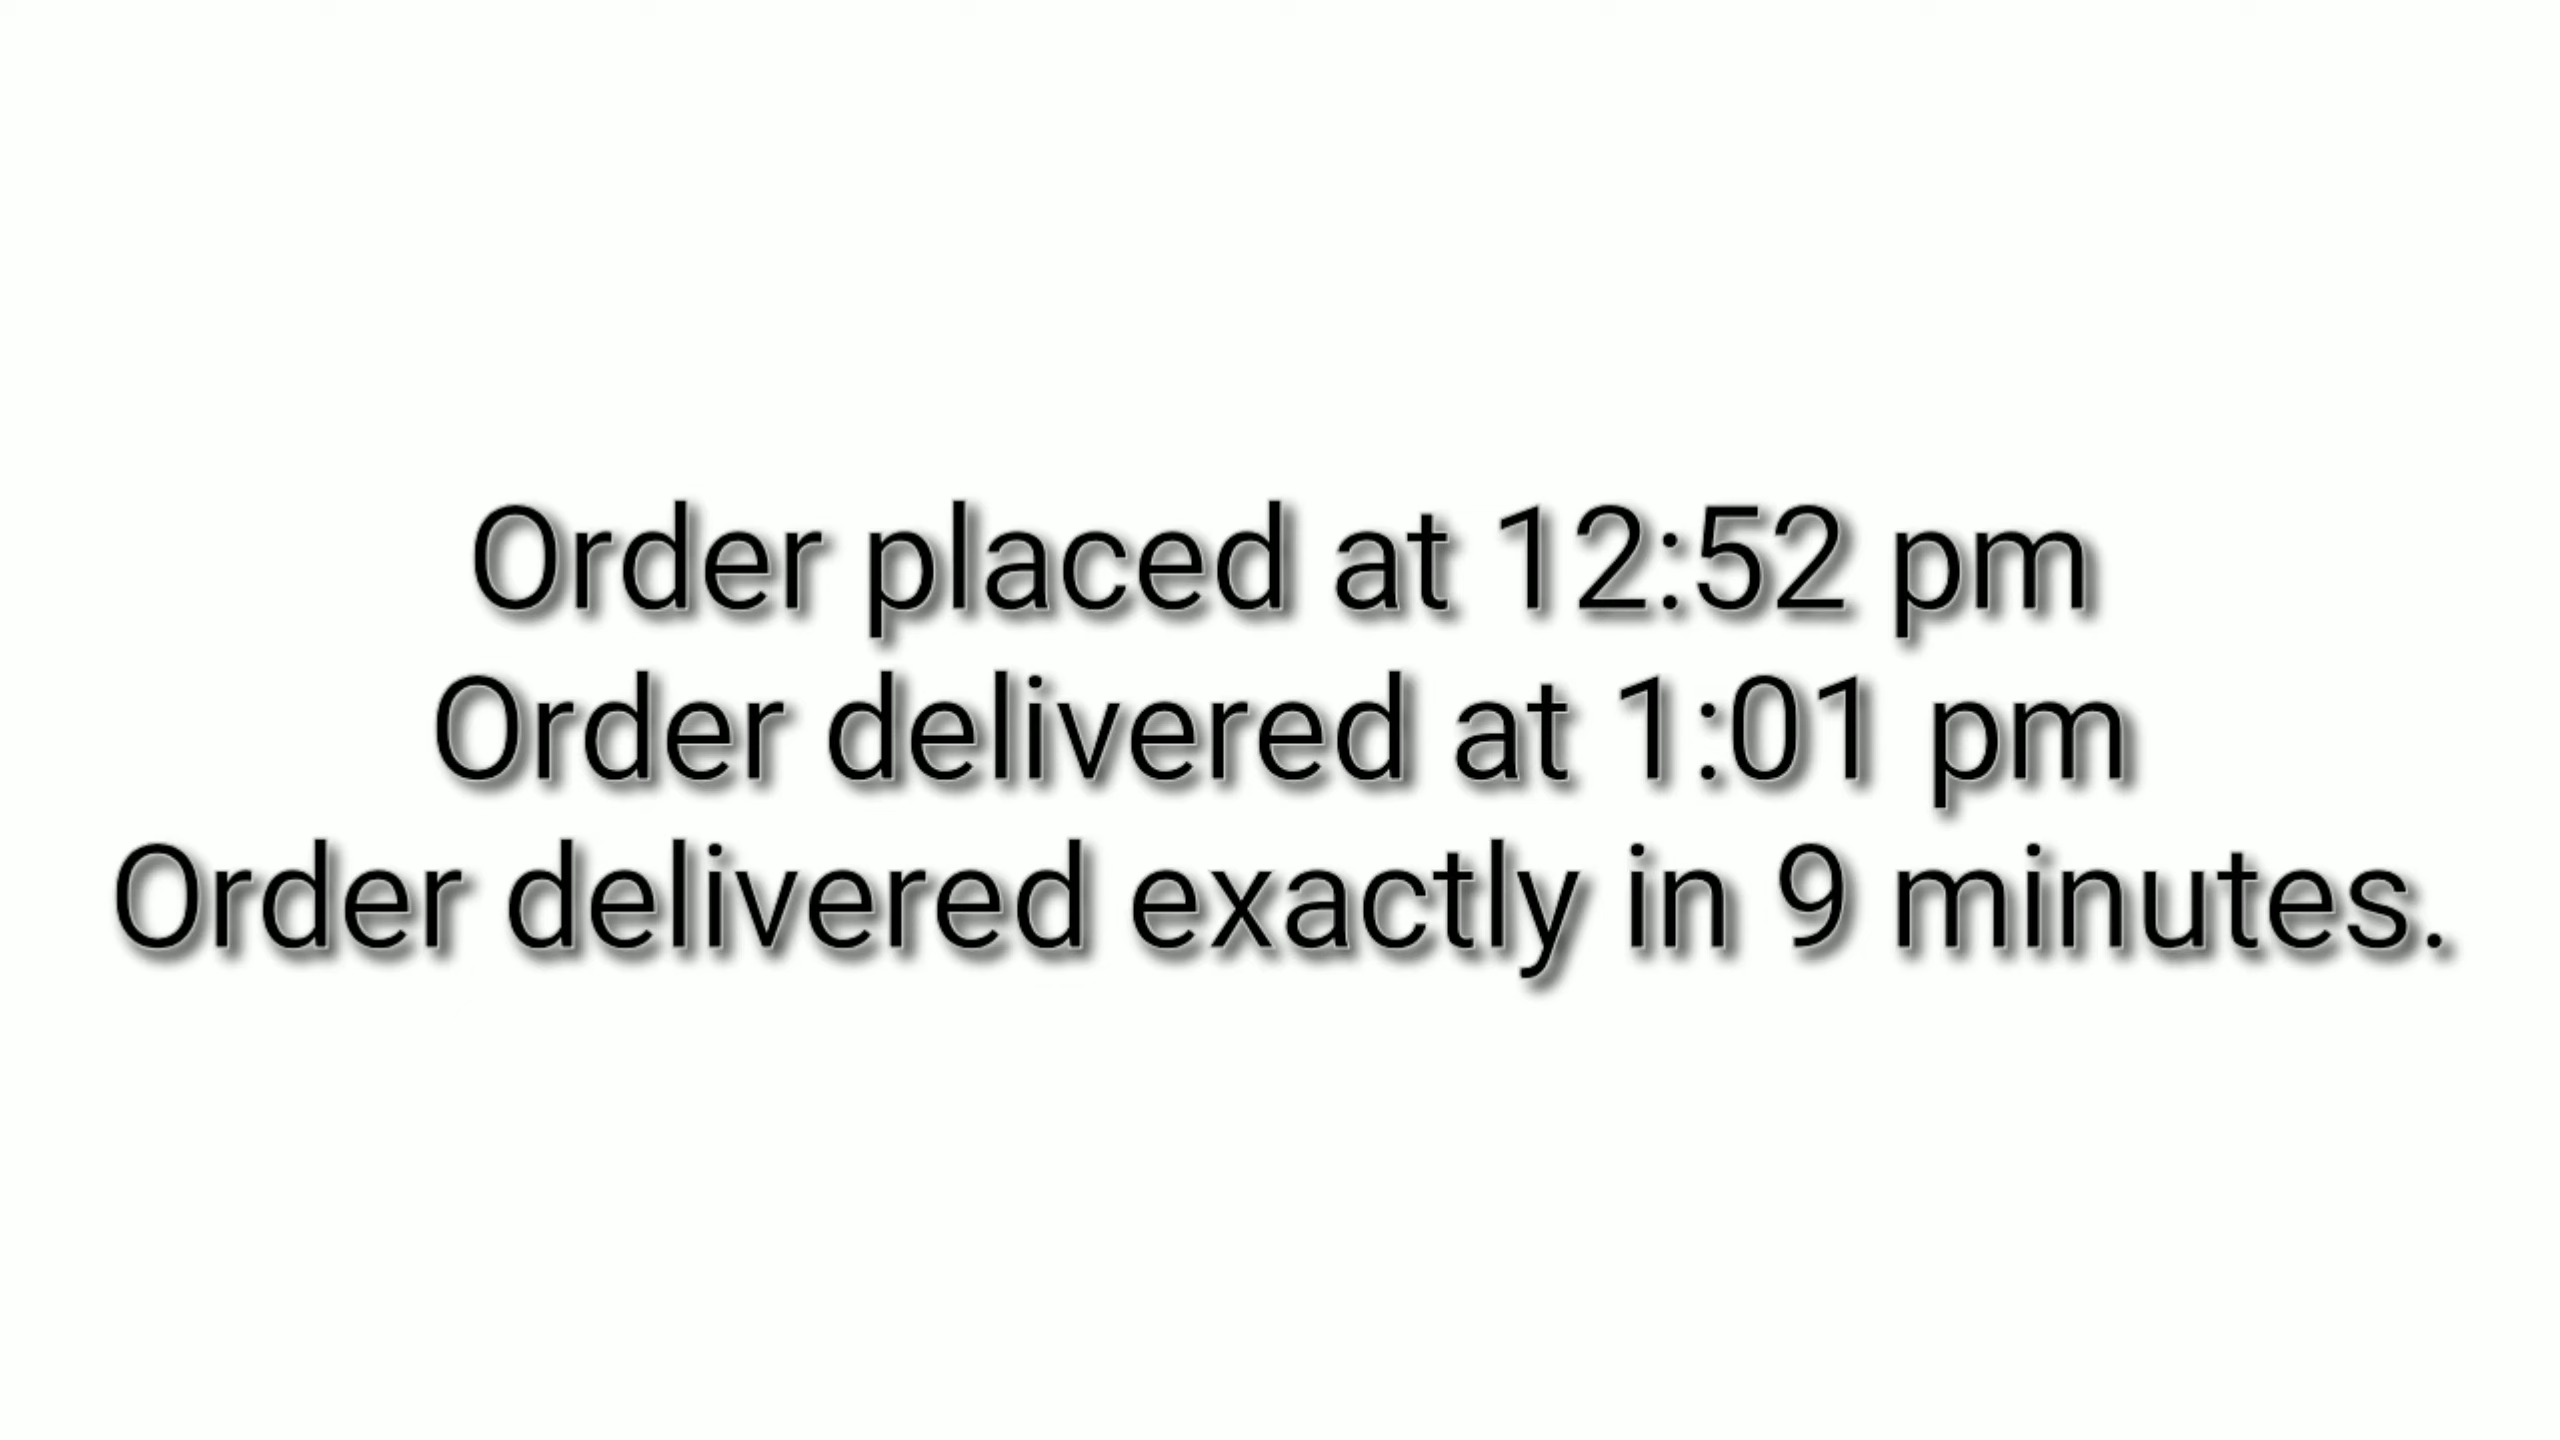 Order placed at 12:52 pm
Order delivered at 1:01 pm
Order delivered exactly in 9 minutes.